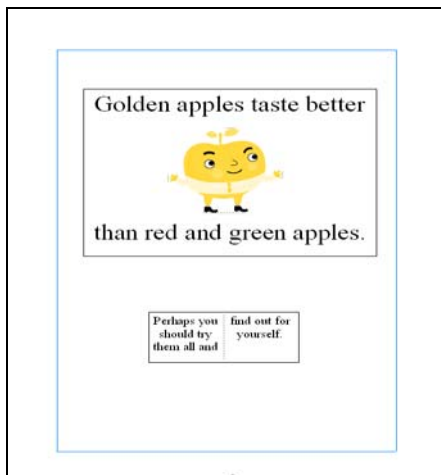 Golden apples taste better
than red and green apples.
Perhaps you
should try
them all and
find out for
yourself.